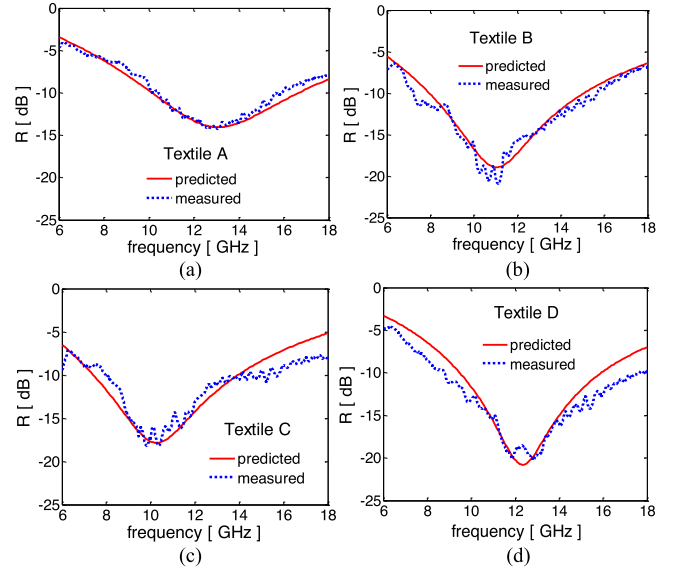 0
-5
-10
-15
-20
-25
R [ dB]
Textile A
predicted
measured
6 8 10 12 14 16 18
frequency [ GHz ]
(a)
0
-5
-10
-15
-20
-25
R [ dB]
Textile B
predicted
measured
6 8 10 12 14 16 18
frequency [ GHz ]
(b)
0
-5
-10
-15
-20
-25
R [ dB]
Textile C
predicted
measured
6 8 10 12 14 16 18
frequency [ GHz ]
(c)
0
-5
-10
-15
-20
-25
R [ dB]
Textile D
predicted
measured
6 8 10 12 14 16 18
frequency [ GHz ]
(d)